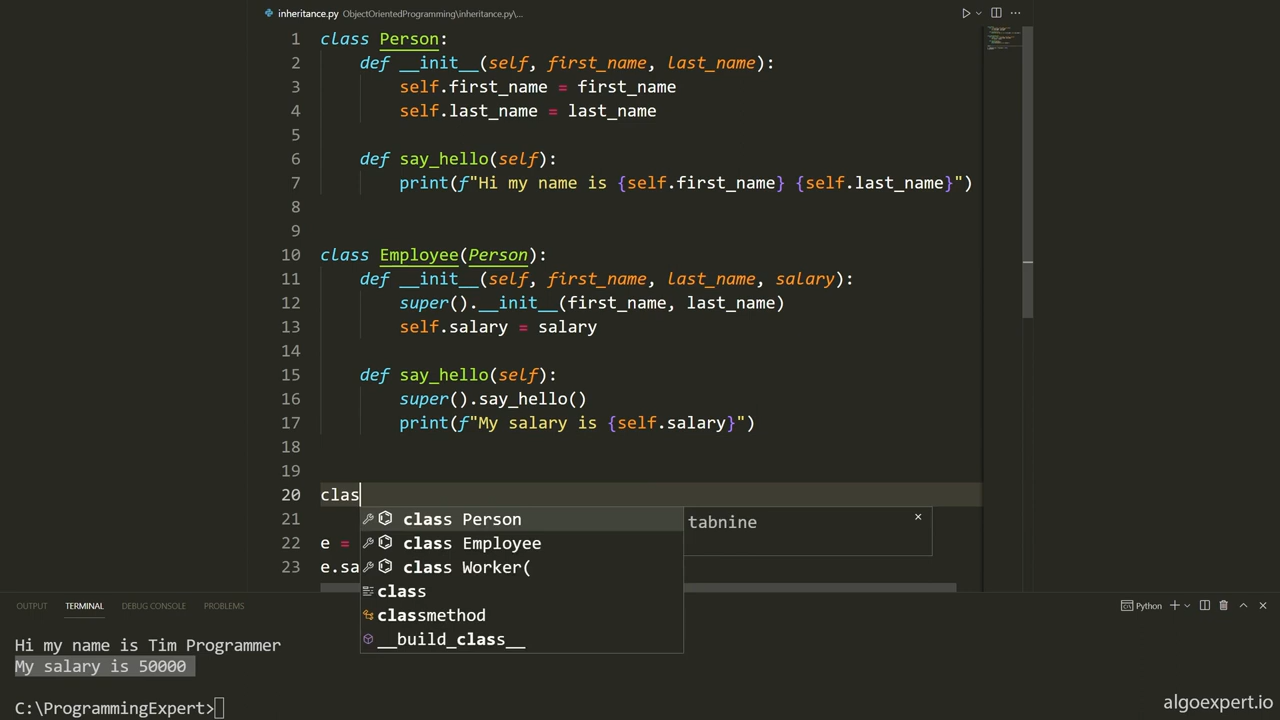 inheritance.py ObjectOrientedProgramming\inheritance.py\...
1 class Person:
2 def __init__(self, first_name, last_name):
3 self.first_name = first_name
4 self.last_name = last_name
5
6 def say_hello(self):
7 print(f"Hi my name is {self.first_name} {self.last_name}")
8
9
10 class Employee(Person):
11 def __init__(self, first_name, last_name, salary):
12 super().__init__(first_name, last_name)
13 self.salary = salary
14
15 def say_hello(self):
16 super().say_hello()
17 print(f"My salary is {self.salary}")
18
19
20 clas
21 class Person tabnine
22 e = class Employee
23 e.sa class Worker(
class
classmethod
__build_class__
OUTPUT TERMINAL DEBUG CONSOLE PROBLEMS Python
Hi my name is Tim Programmer
My salary is 50000
C:\ProgrammingExpert>
algoexpert.io